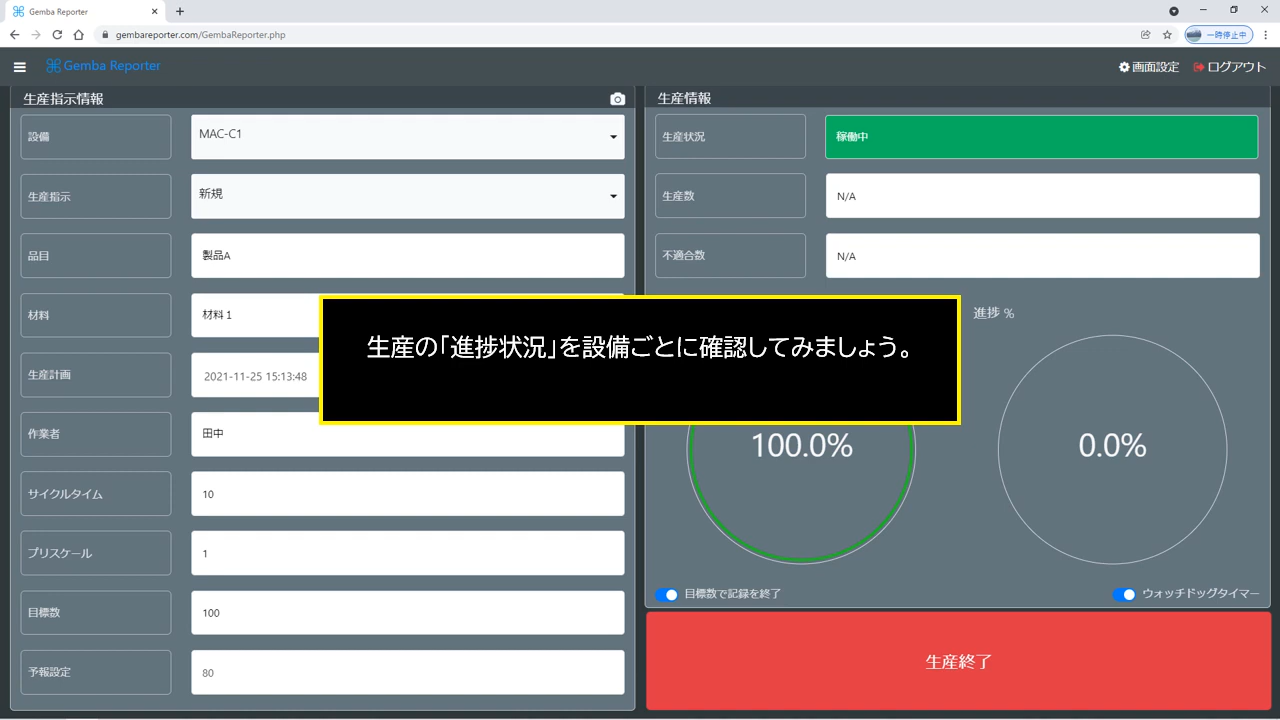 Gemba Reporter
gembareporter.com/GembaReporter.php
一時停止中
Gemba Reporter
画面設定
ログアウト
生産指示情報
設備
MAC-C1
生産指示
新規
品目
製品A
材料
材料 1
生産計画
2021-11-25 15:13:48
作業者
田中
サイクルタイム
10
プリスケール
1
目標数
100
予報設定
80
生産情報
生産状況
稼働中
生産数
N/A
不適合数
N/A
進捗 %
生産の「進捗状況」を設備ごとに確認してみましょう。
100.0%
0.0%
目標数で記録を終了
ウォッチドッグタイマー
生産終了